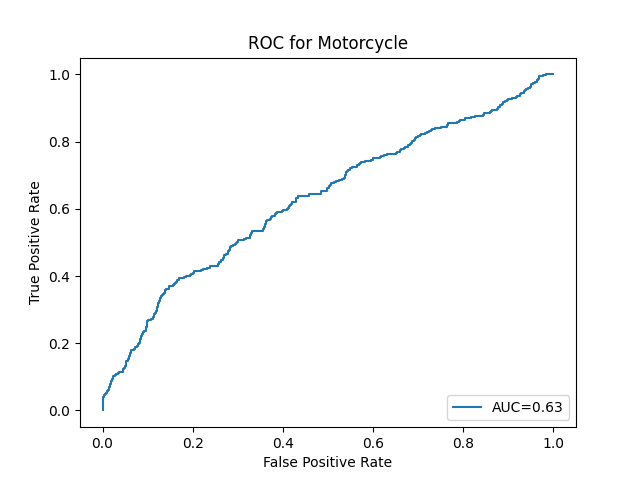 ROC for Motorcycle
True Positive Rate
1.0
0.8
0.6
0.4
0.2
0.0
AUC=0.63
0.0 0.2 0.4 0.6 0.8 1.0
False Positive Rate